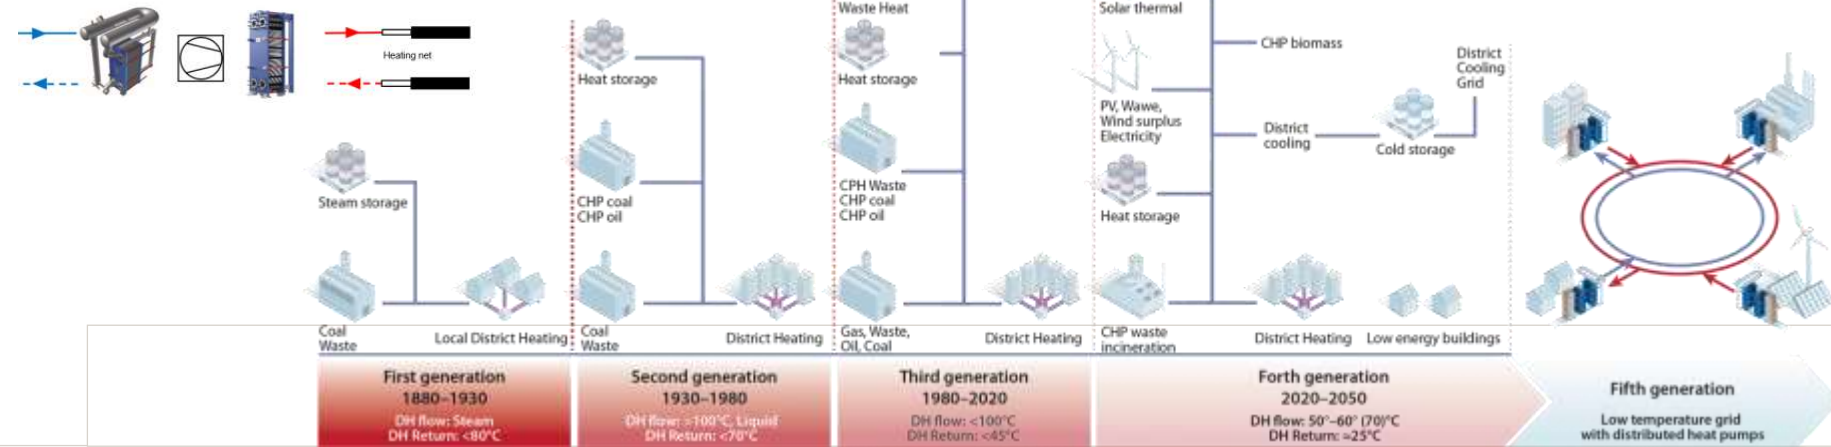 Heating net
Steam storage
Coal
Waste
Local District Heating
First generation
1880–1930
DH flow: Steam
DH Return: <80°C
Heat storage
CHP coal
CHP oil
Coal
Waste
District Heating
Second generation
1930–1980
DH flow: >100°C, Liquid
DH Return: <70°C
Waste Heat
Heat storage
CPH Waste
CHP coal
CHP oil
Gas, Waste,
Oil, Coal
District Heating
Third generation
1980–2020
DH flow: <100°C
DH Return: <45°C
Solar thermal
PV, Wawe,
Wind surplus
Electricity
Heat storage
CHP waste
incineration
CHP biomass
District
cooling
Cold storage
District
Cooling
Grid
District Heating
Low energy buildings
Forth generation
2020–2050
DH flow: 50°–60° (70)°C
DH Return: ≈25°C
Fifth generation
Low temperature grid
with distributed heat pumps